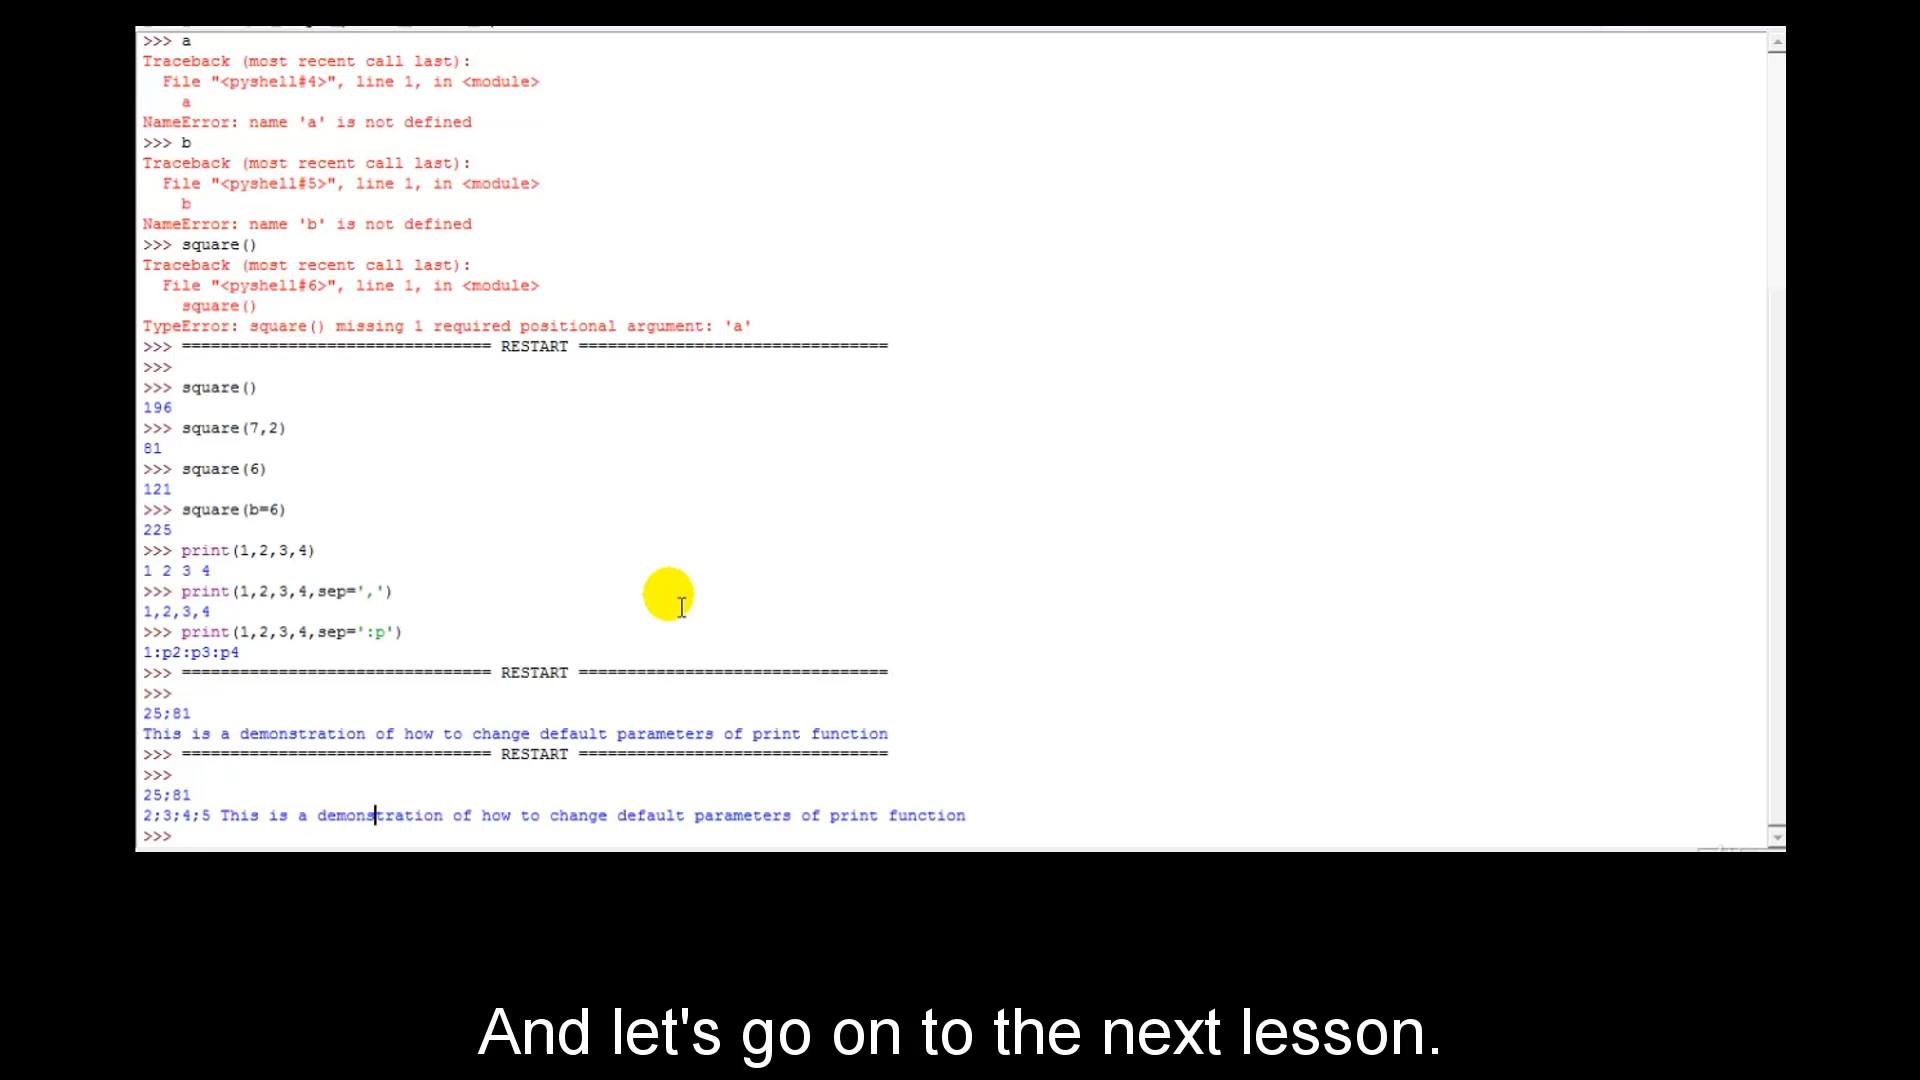 >>> a
Traceback (most recent call last):
  File "<pyshell#4>", line 1, in <module>
    a
NameError: name 'a' is not defined
>>> b
Traceback (most recent call last):
  File "<pyshell#5>", line 1, in <module>
    b
NameError: name 'b' is not defined
>>> square()
Traceback (most recent call last):
  File "<pyshell#6>", line 1, in <module>
    square()
TypeError: square() missing 1 required positional argument: 'a'
>>> ================================ RESTART ================================
>>>
>>> square()
196
>>> square(7,2)
81
>>> square(6)
121
>>> square(b=6)
225
>>> print(1,2,3,4)
1 2 3 4
>>> print(1,2,3,4,sep=',')
1,2,3,4
>>> print(1,2,3,4,sep=':p')
1:p2:p3:p4
>>> ================================ RESTART ================================
>>>
25;81
This is a demonstration of how to change default parameters of print function
>>> ================================ RESTART ================================
>>>
25;81
2;3;4;5 This is a demonstration of how to change default parameters of print function
>>>
And let's go on to the next lesson.